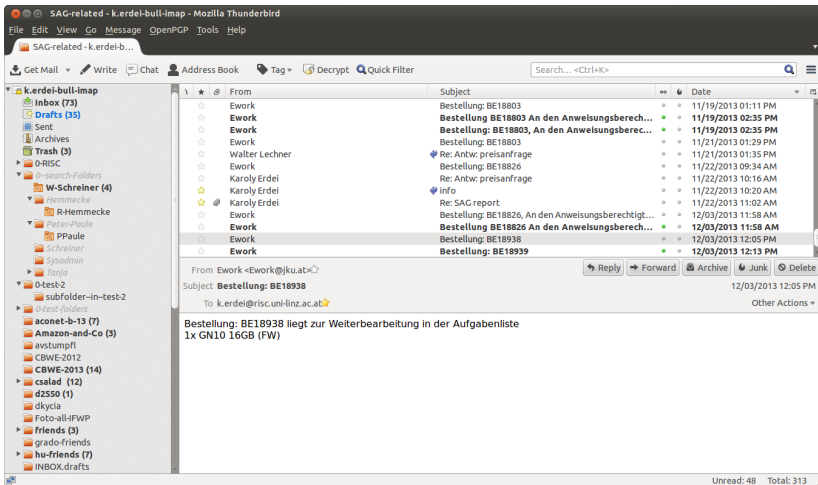 SAG-related - k.erdei-bull-imap - Mozilla Thunderbird
File Edit View Go Message OpenPGP Tools Help
SAG-related - k.erdei-b...
Get Mail Write Chat Address Book Tag Decrypt Quick Filter Search... <Ctrl+K>
k.erdei-bull-imap
Inbox (73)
Drafts (35)
Sent
Archives
Trash (3)
0-RISC
0-search-Folders
W-Schreiner (4)
Hemmecke
R-Hemmecke
Peter-Paule
PPaule
Schreiner
Sysadmin
Tanja
0-test-2
subfolder-in-test-2
0-test-folders
aconet-b-13 (7)
Amazon-and-Co (3)
avstumpfl
CBWE-2012
CBWE-2013 (14)
csalad (12)
d2550 (1)
dkycia
Foto-all-IFWP
friends (3)
grado-friends
hu-friends (7)
INBOX.drafts
From Subject Date
Ework Bestellung: BE18803 11/19/2013 01:11 PM
Ework Bestellung BE18803 An den Anweisungsberech... 11/19/2013 02:35 PM
Ework Bestellung: BE18803, An den Anweisungsberec... 11/19/2013 02:35 PM
Ework Bestellung: BE18803 11/21/2013 01:29 PM
Walter Lechner Re: Antw: preisanfrage 11/21/2013 01:35 PM
Ework Bestellung: BE18826 11/22/2013 09:34 AM
Karoly Erdei Re: Antw: preisanfrage 11/22/2013 10:16 AM
Karoly Erdei info 11/22/2013 10:20 AM
Karoly Erdei Re: SAG report 11/22/2013 11:02 AM
Ework Bestellung: BE18826, An den Anweisungsberechtigt... 12/03/2013 11:58 AM
Ework Bestellung BE18826 An den Anweisungsberech... 12/03/2013 11:58 AM
Ework Bestellung: BE18938 12/03/2013 12:05 PM
Ework Bestellung: BE18939 12/03/2013 12:13 PM
From Ework <Ework@jku.at> Reply Forward Archive Junk Delete
Subject Bestellung: BE18938 12/03/2013 12:05 PM
To k.erdei@risc.uni-linz.ac.at Other Actions
Bestellung: BE18938 liegt zur Weiterbearbeitung in der Aufgabenliste
1x GN10 16GB (FW)
Unread: 48 Total: 313